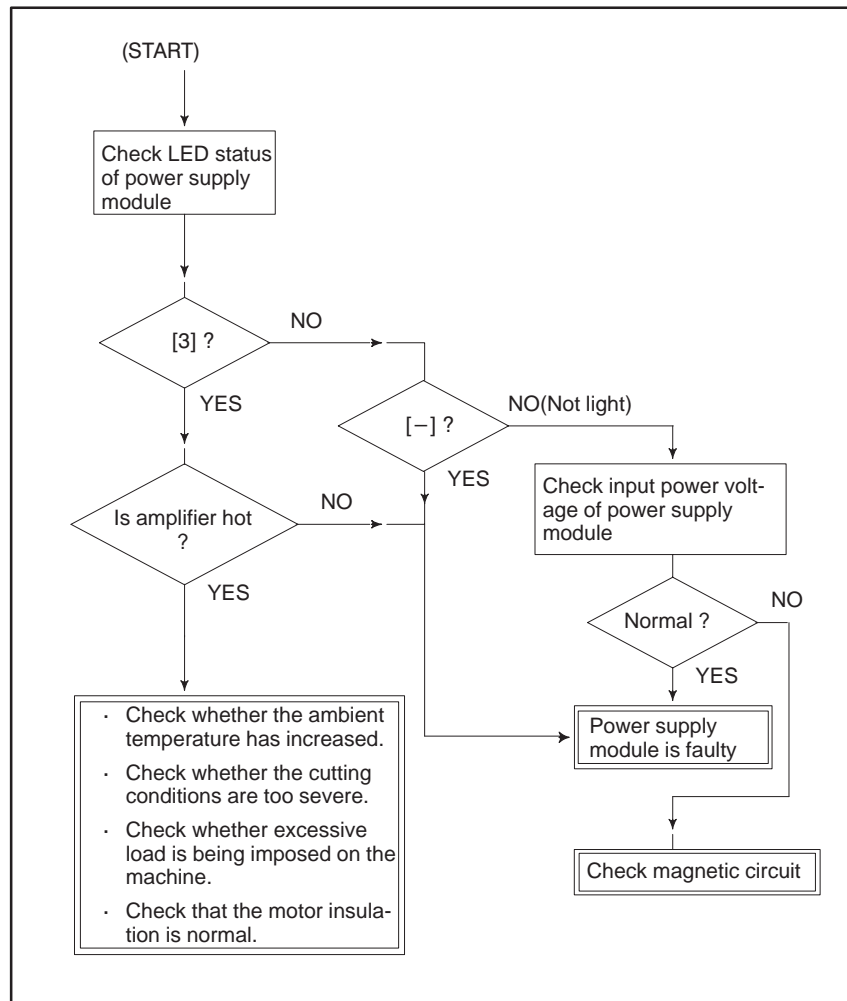 (START)
Check LED status
of power supply
module
[3] ?
NO
YES
[−] ?
NO(Not light)
YES
Is amplifier hot
?
NO
YES
Check input power volt-
age of power supply
module
Normal ?
NO
YES
· Check whether the ambient
temperature has increased.
· Check whether the cutting
conditions are too severe.
· Check whether excessive
load is being imposed on the
machine.
· Check that the motor insula-
tion is normal.
Power supply
module is faulty
Check magnetic circuit